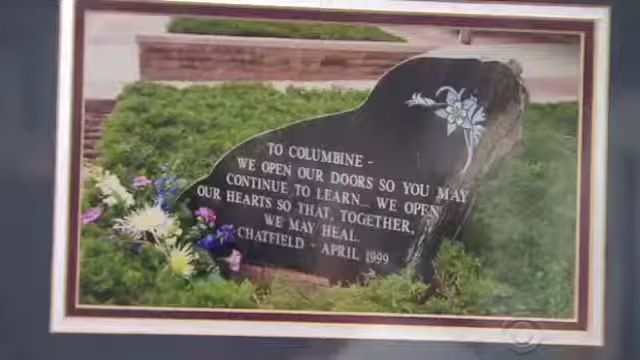 TO COLUMBINE -
WE OPEN OUR DOORS SO YOU MAY
CONTINUE TO LEARN... WE OPEN
OUR HEARTS SO THAT, TOGETHER,
WE MAY HEAL.
CHATFIELD - APRIL 1999